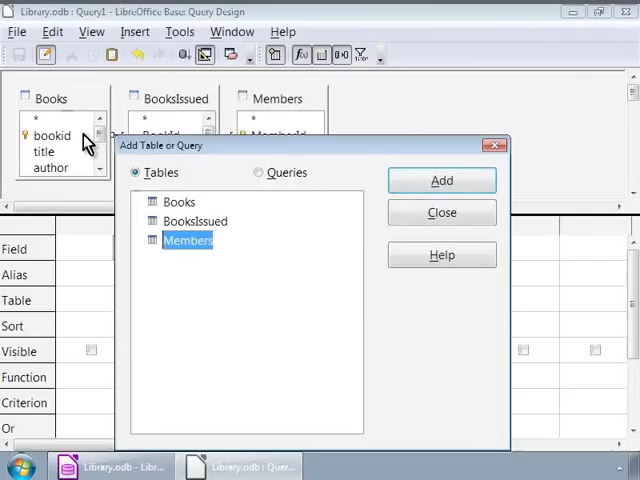 Library.odb : Query1 - LibreOffice Base: Query Design
File Edit View Insert Tools Window Help
Books BooksIssued Members
* * *
bookid
title
author
Add Table or Query
Tables Queries
Books
BooksIssued
Members
Add
Close
Help
Field
Alias
Table
Sort
Visible
Function
Criterion
Or
Library.odb - Libr... Library.odb : Quer...